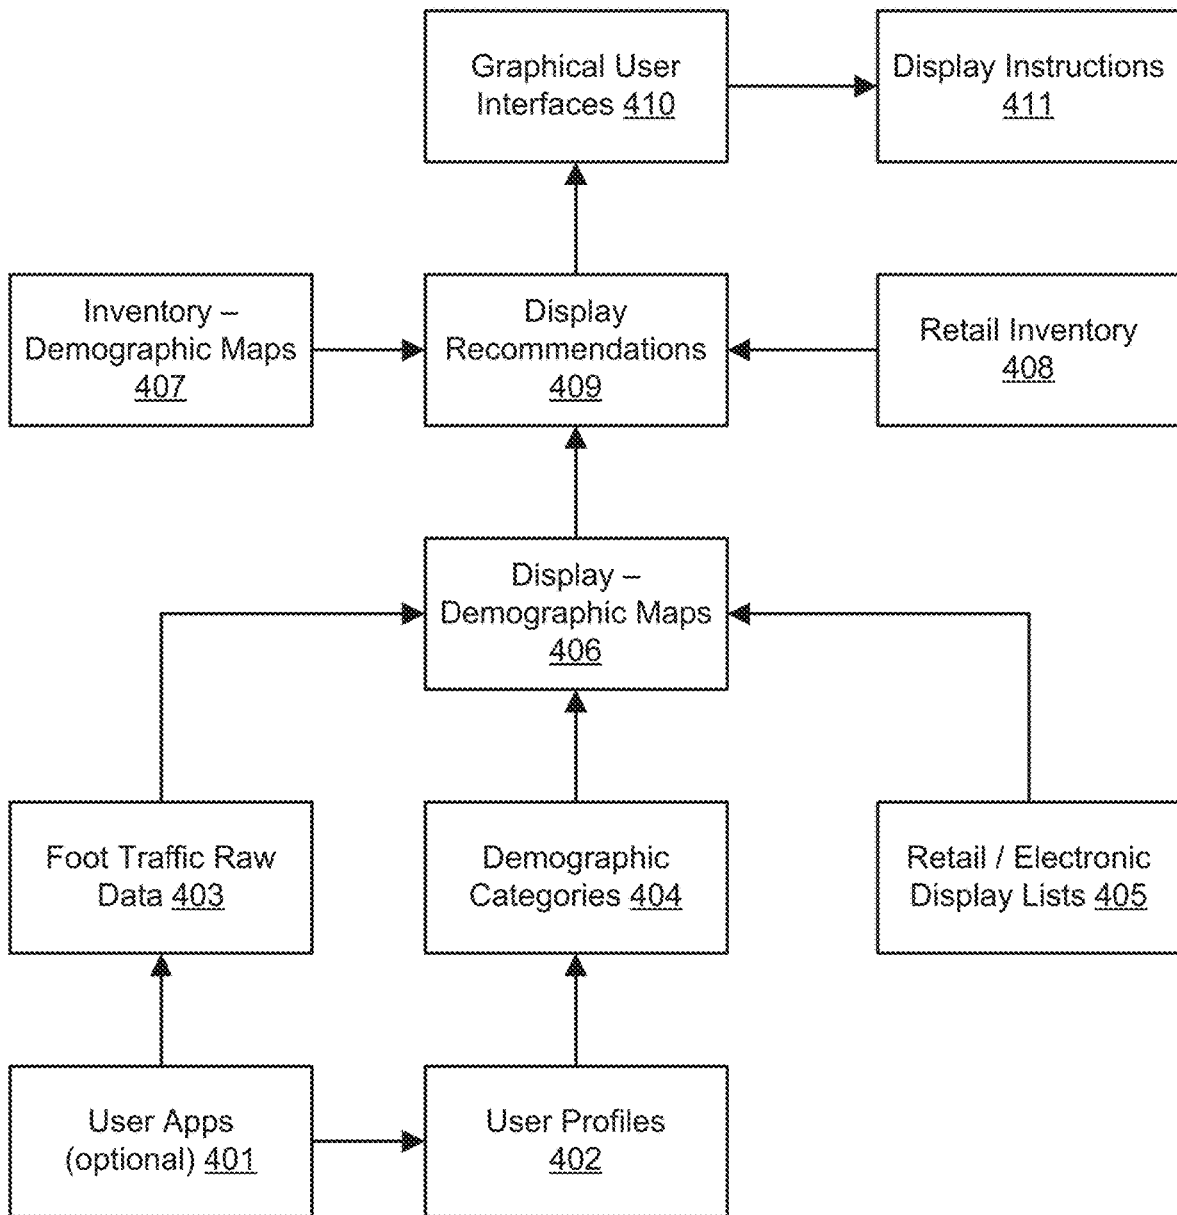 Graphical User
Interfaces 410
Display Instructions
411
Inventory –
Demographic Maps
407
Display
Recommendations
409
Retail Inventory
408
Display –
Demographic Maps
406
Foot Traffic Raw
Data 403
Demographic
Categories 404
Retail / Electronic
Display Lists 405
User Apps
(optional) 401
User Profiles
402